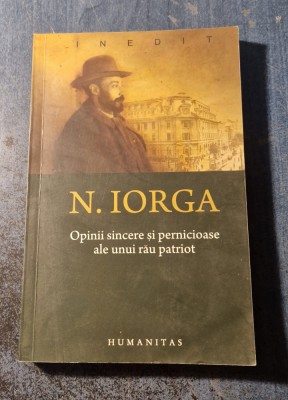 INEDIT
N. IORGA
Opinii sincere și pernicioase
ale unui rău patriot
HUMANITAS